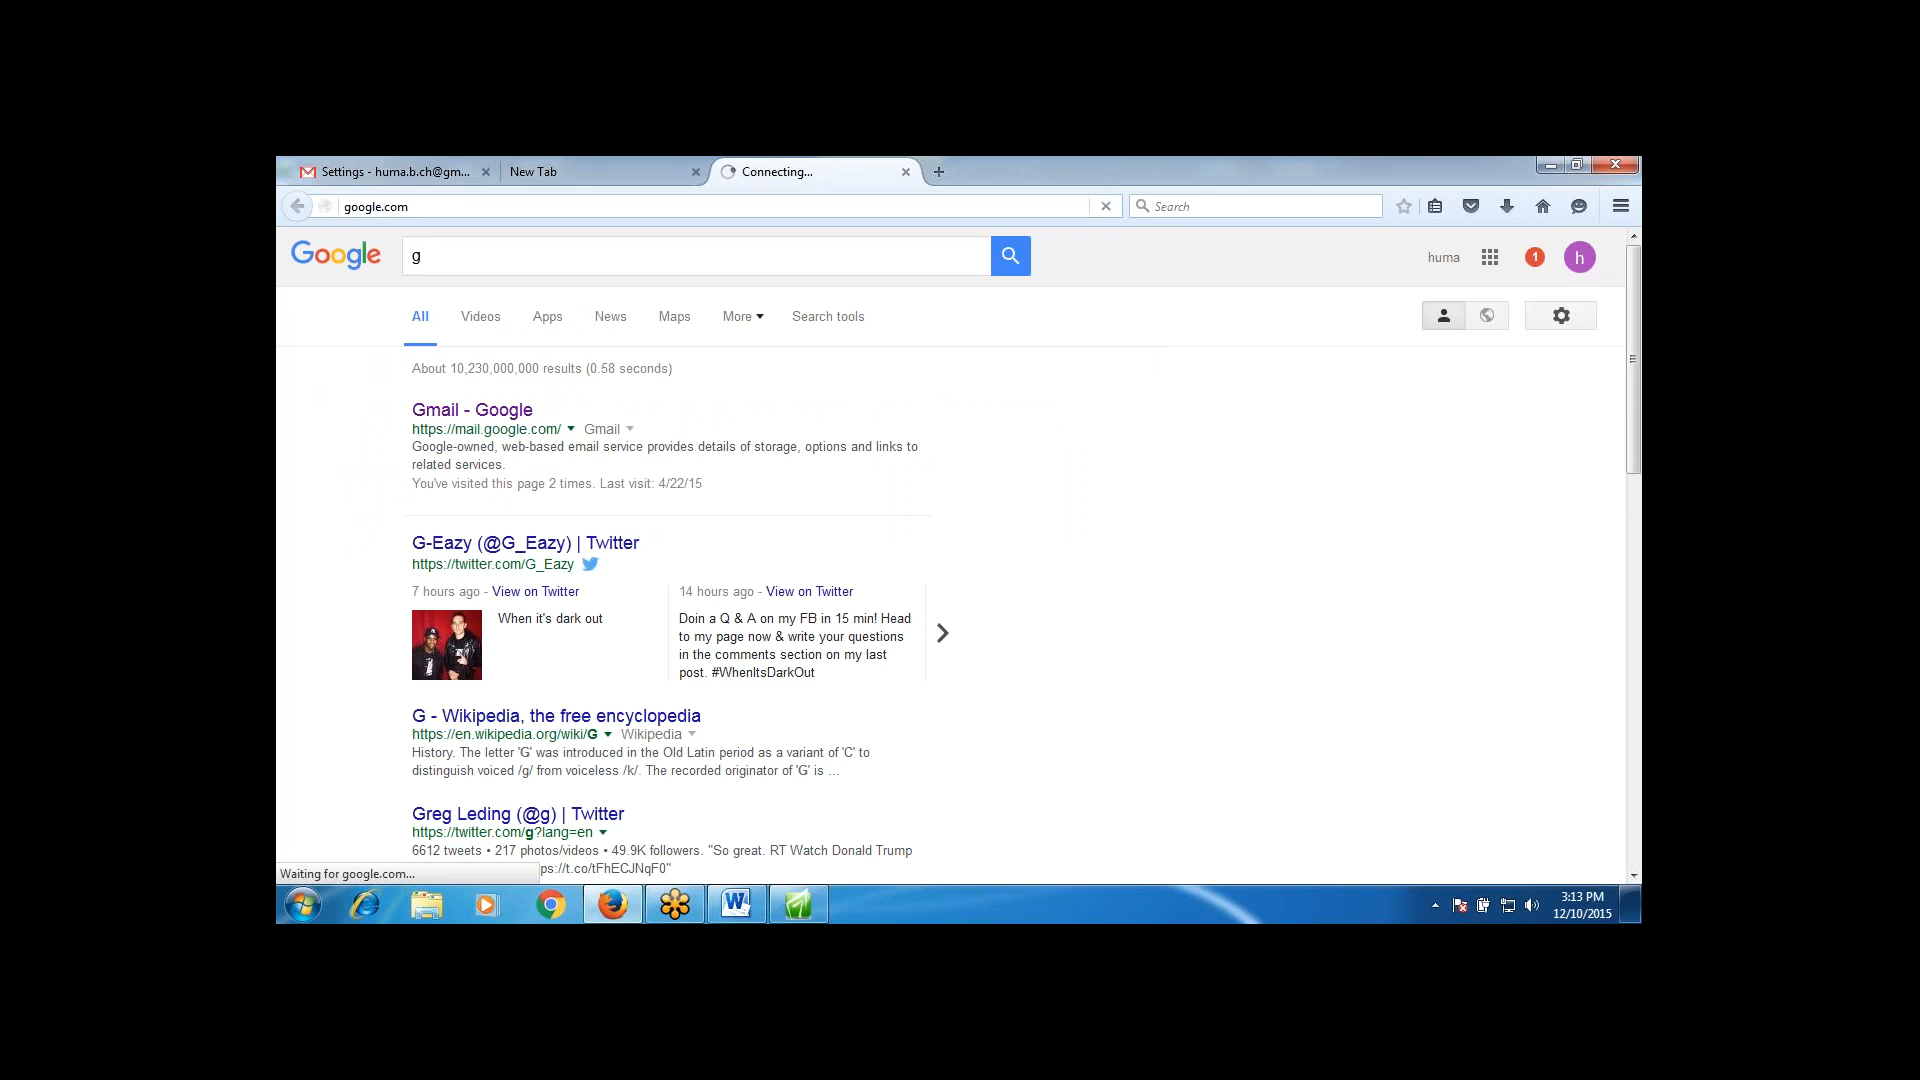 Settings - huma.b.ch@gm...
New Tab
Connecting...
google.com
Search
Google
g
huma
1
h
All
Videos
Apps
News
Maps
More
Search tools
About 10,230,000,000 results (0.58 seconds)
Gmail - Google
https://mail.google.com/ Gmail
Google-owned, web-based email service provides details of storage, options and links to
related services.
You've visited this page 2 times. Last visit: 4/22/15
G-Eazy (@G_Eazy) | Twitter
https://twitter.com/G_Eazy
7 hours ago - View on Twitter
When it's dark out
14 hours ago - View on Twitter
Doin a Q & A on my FB in 15 min! Head
to my page now & write your questions
in the comments section on my last
post. #WhenItsDarkOut
G - Wikipedia, the free encyclopedia
https://en.wikipedia.org/wiki/G Wikipedia
History. The letter 'G' was introduced in the Old Latin period as a variant of 'C' to
distinguish voiced /g/ from voiceless /k/. The recorded originator of 'G' is ...
Greg Leding (@g) | Twitter
https://twitter.com/g?lang=en
6612 tweets • 217 photos/videos • 49.9K followers. "So great. RT Watch Donald Trump
ps://t.co/tFhECJNqF0"
Waiting for google.com...
W
3:13 PM
12/10/2015